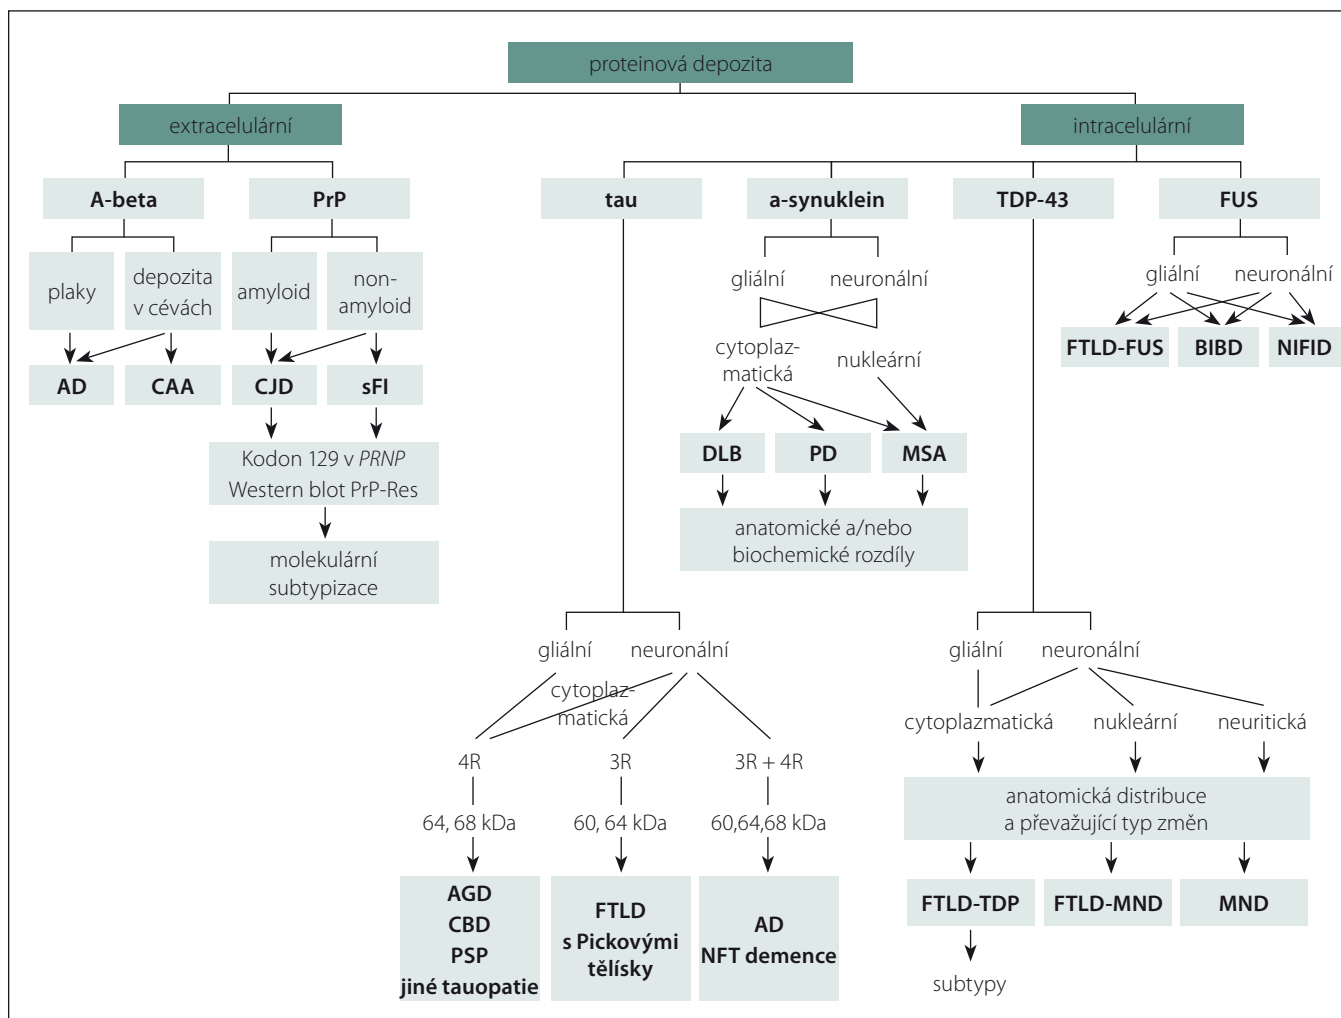 proteinová depozita
extracelulární
intracelulární
A-beta
PrP
tau
a-synuklein
TDP-43
FUS
plaky
depozita
v cévách
amyloid
non-
amyloid
gliální
neuronální
gliální
neuronální
cytoplaz-
matická
nukleární
FTLD-FUS
BIBD
NIFID
AD
CAA
CJD
sFI
DLB
PD
MSA
Kodon 129 v PRNP
Western blot PrP-Res
anatomické a/nebo
biochemické rozdíly
molekulární
subtypizace
gliální
neuronální
gliální
neuronální
cytoplaz-
matická
cytoplazmatická
nukleární
neuritická
4R
3R
3R + 4R
64, 68 kDa
60, 64 kDa
60,64,68 kDa
anatomická distribuce
a převažující typ změn
AGD
CBD
PSP
jiné tauopatie
FTLD
s Pickovými
tělísky
AD
NFT demence
FTLD-TDP
FTLD-MND
MND
subtypy